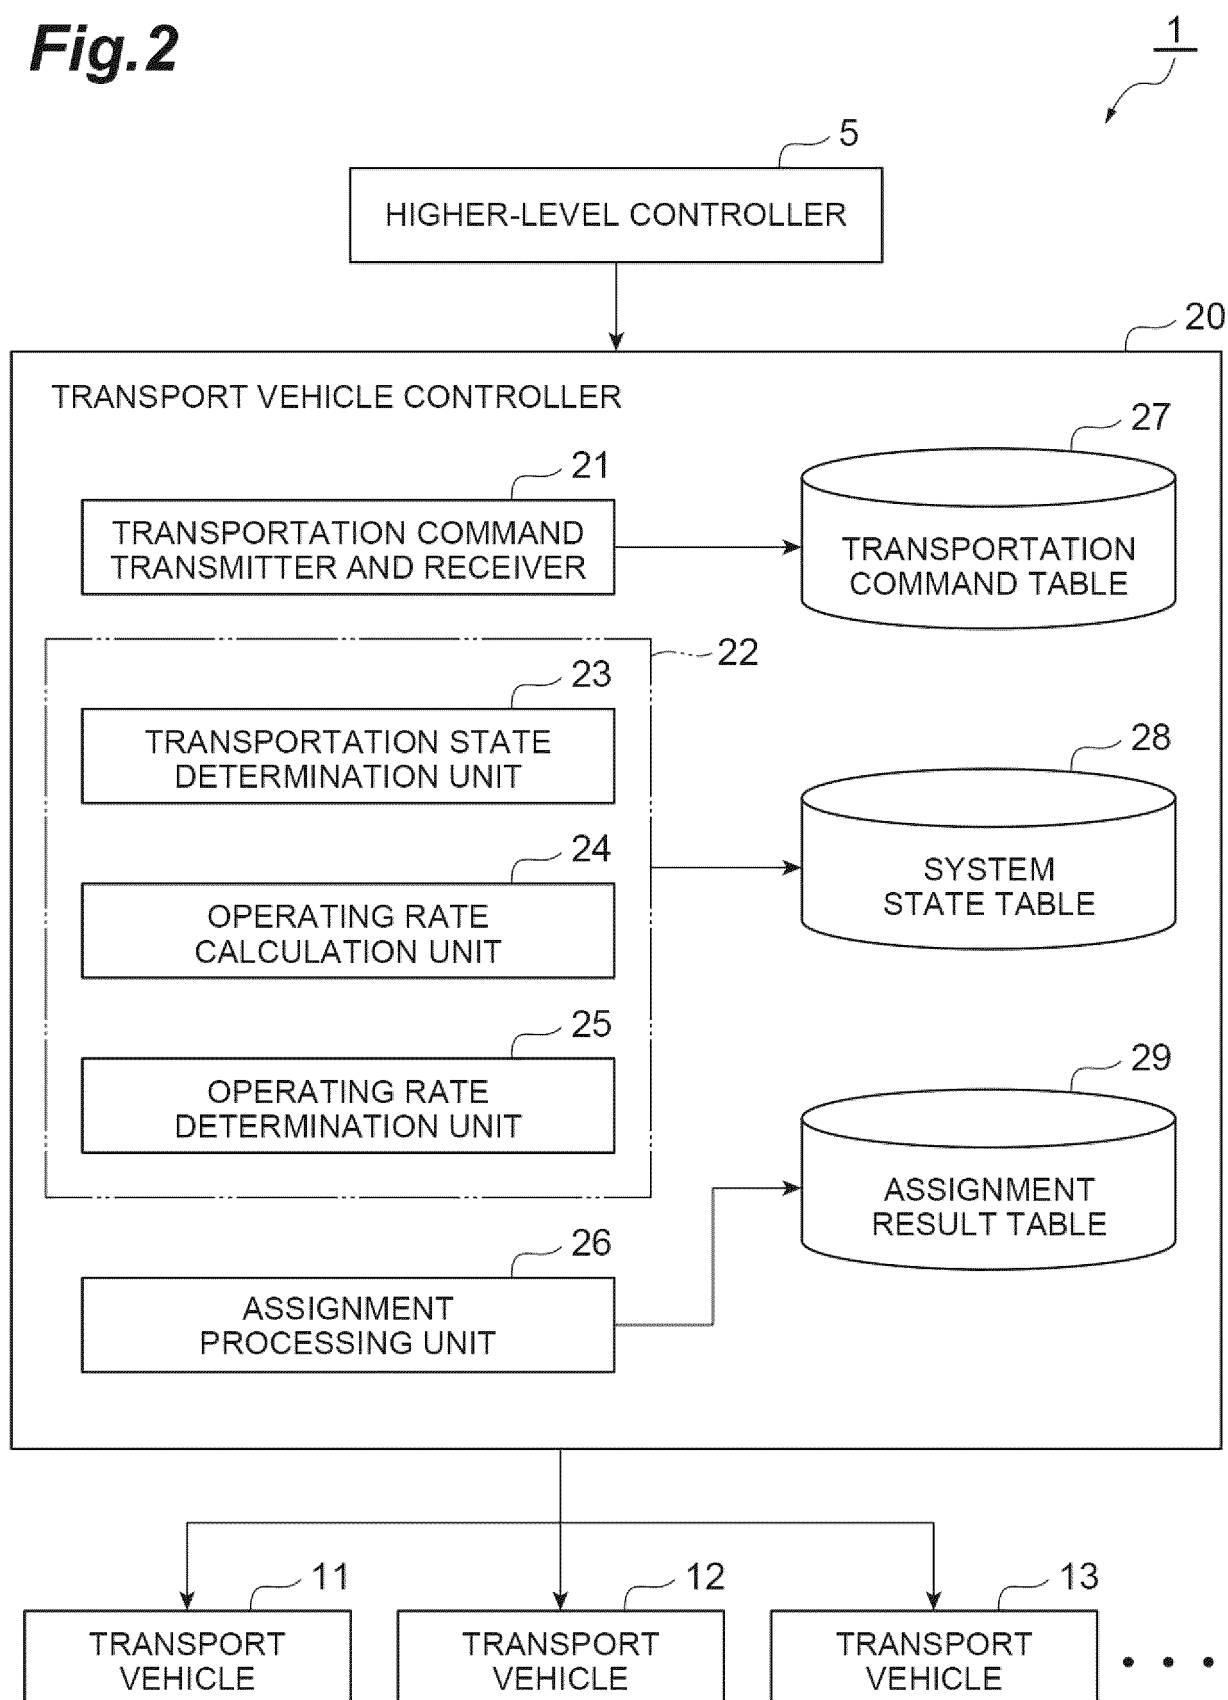 Fig.2
1
5
HIGHER-LEVEL CONTROLLER
20
TRANSPORT VEHICLE CONTROLLER
27
21
TRANSPORTATION COMMAND
TRANSMITTER AND RECEIVER
TRANSPORTATION
COMMAND TABLE
22
23
TRANSPORTATION STATE
DETERMINATION UNIT
28
SYSTEM
STATE TABLE
24
OPERATING RATE
CALCULATION UNIT
25
OPERATING RATE
DETERMINATION UNIT
29
ASSIGNMENT
RESULT TABLE
26
ASSIGNMENT
PROCESSING UNIT
11
TRANSPORT
VEHICLE
12
TRANSPORT
VEHICLE
13
TRANSPORT
VEHICLE
• • •